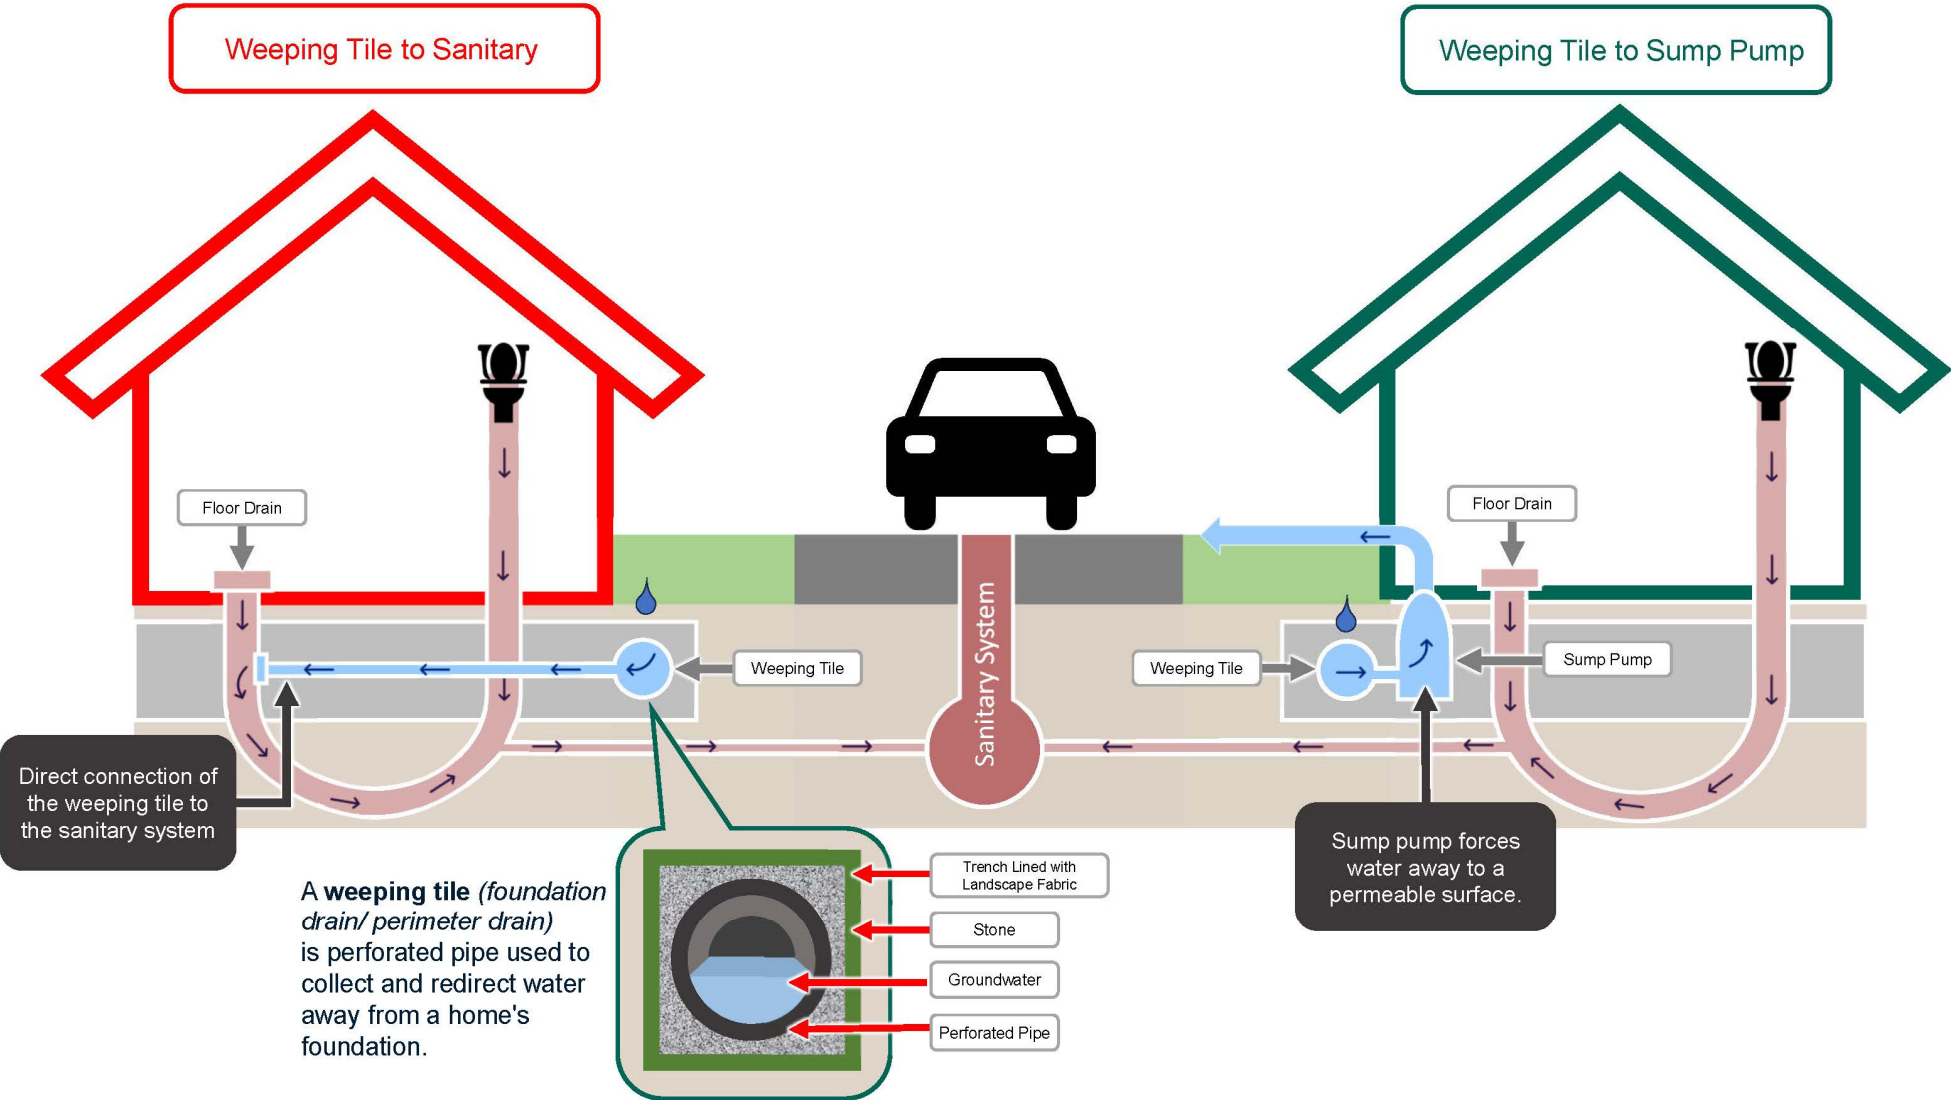 Weeping Tile to Sanitary
Weeping Tile to Sump Pump
Floor Drain
Floor Drain
Weeping Tile
Sanitary System
Weeping Tile
Sump Pump
Direct connection of
the weeping tile to
the sanitary system
Sump pump forces
water away to a
permeable surface.
A weeping tile (foundation
drain/ perimeter drain)
is perforated pipe used to
collect and redirect water
away from a home's
foundation.
Trench Lined with
Landscape Fabric
Stone
Groundwater
Perforated Pipe